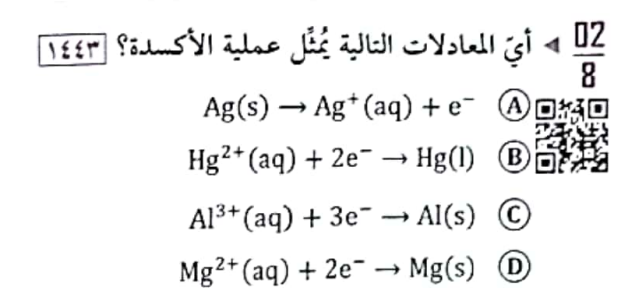 02/8 ◂ أيّ المعادلات التالية يُمثِّل عملية الأكسدة؟ ١٤٤٣
Ⓐ Ag(s) → Ag⁺(aq) + e⁻
Ⓑ Hg²⁺(aq) + 2e⁻ → Hg(l)
Ⓒ Al³⁺(aq) + 3e⁻ → Al(s)
Ⓓ Mg²⁺(aq) + 2e⁻ → Mg(s)